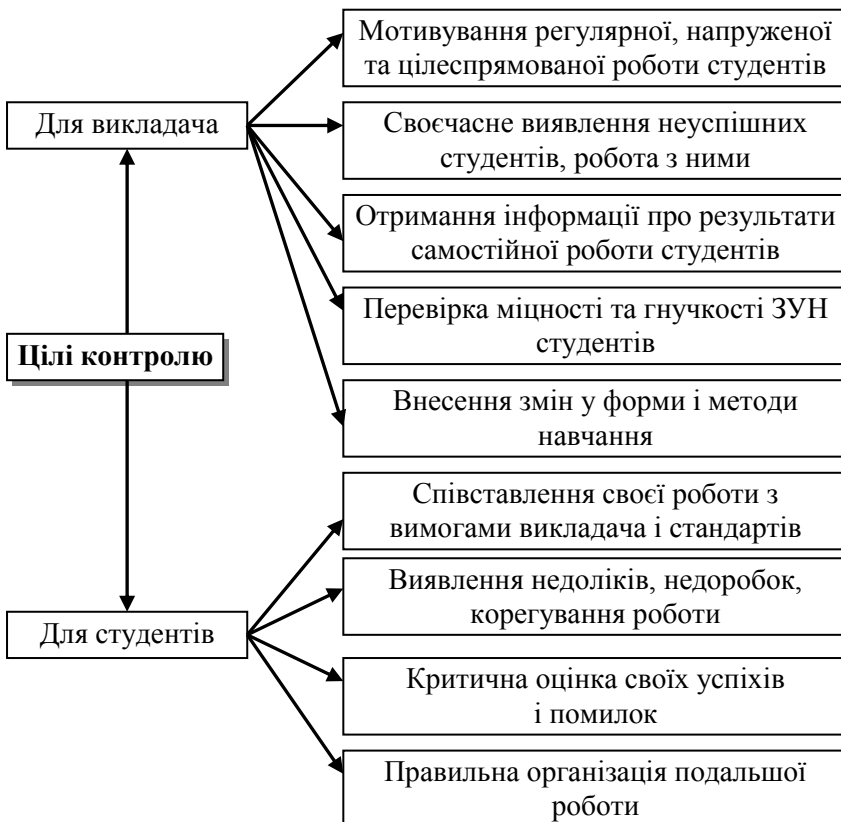 Мотивування регулярної, напруженої
та цілеспрямованої роботи студентів
Для викладача
Своєчасне виявлення неуспішних
студентів, робота з ними
Отримання інформації про результати
самостійної роботи студентів
Перевірка міцності та гнучкості ЗУН
студентів
Цілі контролю
Внесення змін у форми і методи
навчання
Співставлення своєї роботи з
вимогами викладача і стандартів
Виявлення недоліків, недоробок,
корегування роботи
Для студентів
Критична оцінка своїх успіхів
і помилок
Правильна організація подальшої
роботи